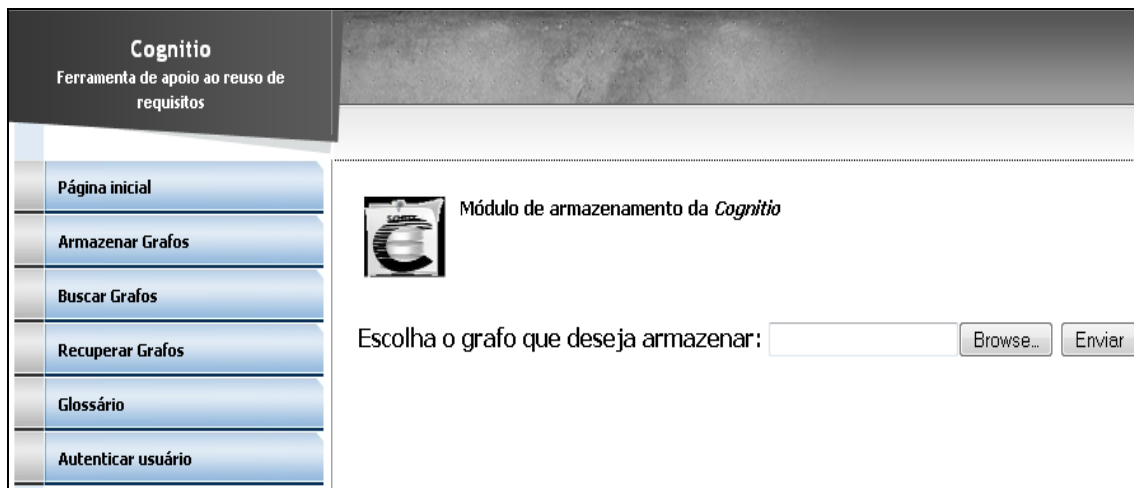 Cognitio
Ferramenta de apoio ao reuso de
requisitos
Página inicial
Armazenar Grafos
Buscar Grafos
Recuperar Grafos
Glossário
Autenticar usuário
Módulo de armazenamento da Cognitio
Escolha o grafo que deseja armazenar:
Browse...
Enviar